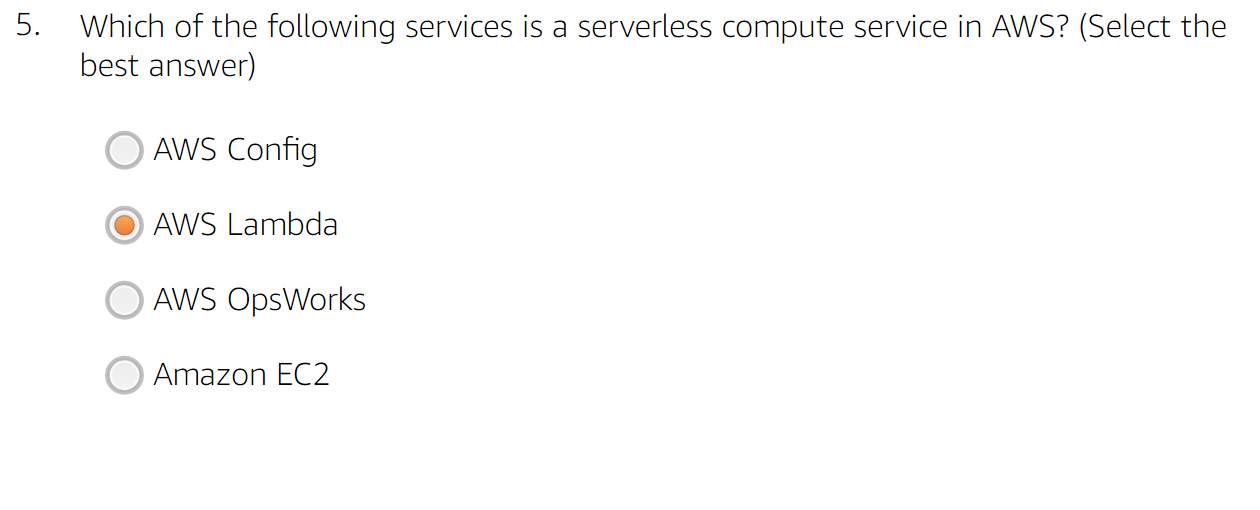 5. Which of the following services is a serverless compute service in AWS? (Select the
best answer)
AWS Config
AWS Lambda
AWS OpsWorks
Amazon EC2